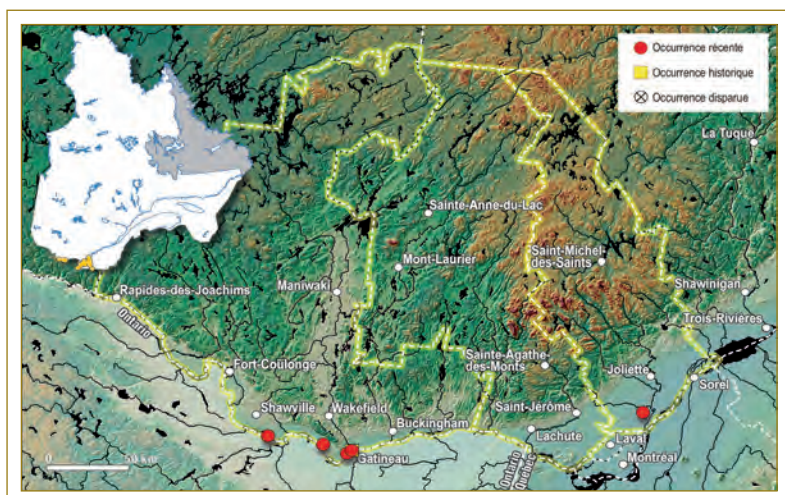 Occurrence récente
Occurrence historique
Occurrence disparue
La Tuque
Sainte-Anne-du-Lac
Mont-Laurier
Saint-Michel-
des-Saints
Maniwaki
Rapides-des-Joachims
Shawinigan
Trois-Rivières
Ontario
Fort-Coulonge
Sainte-Agathe-
des-Monts
Joliette
Sorel
Shawville
Wakefield
Buckingham
Saint-Jérôme
Lachute
Laval
Gatineau
Montréal
0 50 km
Ontario
Québec